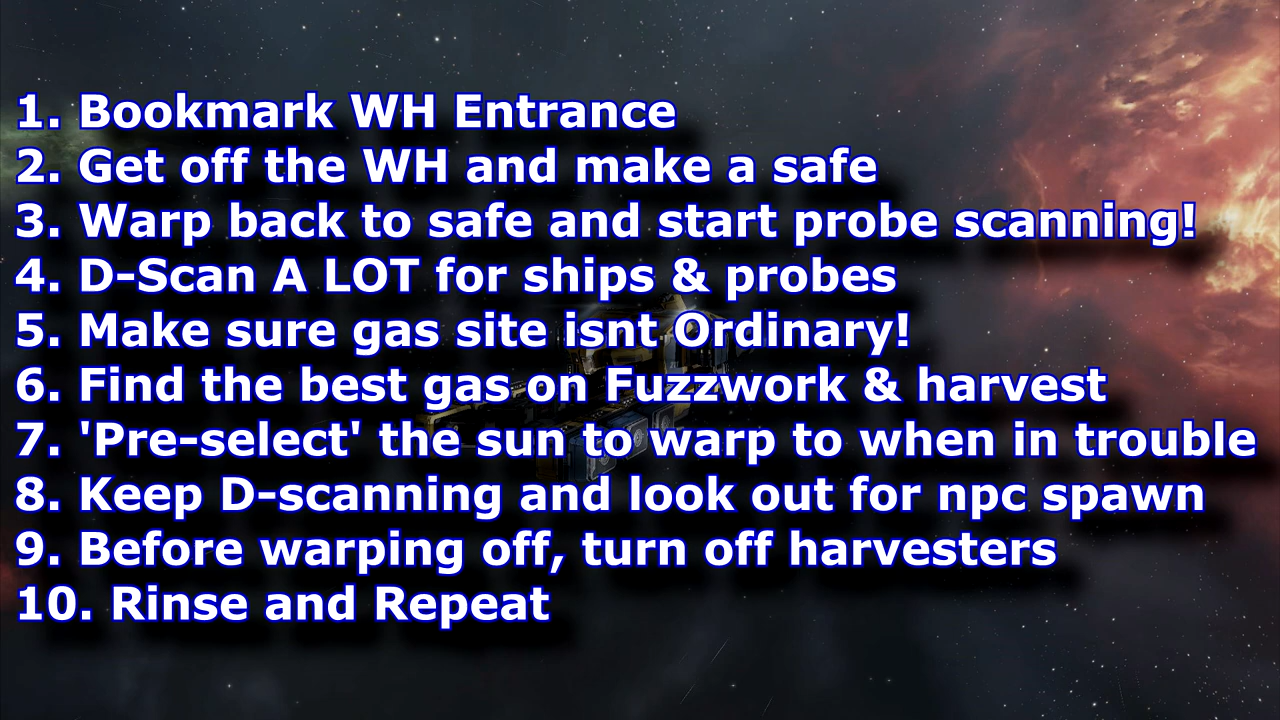 1. Bookmark WH Entrance
2. Get off the WH and make a safe
3. Warp back to safe and start probe scanning!
4. D-Scan A LOT for ships & probes
5. Make sure gas site isnt Ordinary!
6. Find the best gas on Fuzzwork & harvest
7. 'Pre-select' the sun to warp to when in trouble
8. Keep D-scanning and look out for npc spawn
9. Before warping off, turn off harvesters
10. Rinse and Repeat